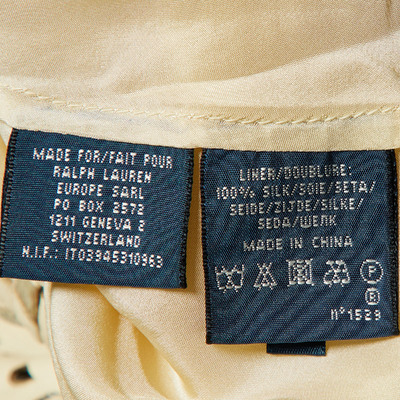 MADE FOR/FAIT POUR
RALPH LAUREN
EUROPE SARL
PO BOX 2572
1211 GENEVA 2
SWITZERLAND
N.I.F.: IT03945310963
LINER/DOUBLURE:
100% SILK/SOIE/SETA/
SEIDE/ZIJDE/SILKE/
SEDA/ШЕЛК
MADE IN CHINA
P
B
n°1529